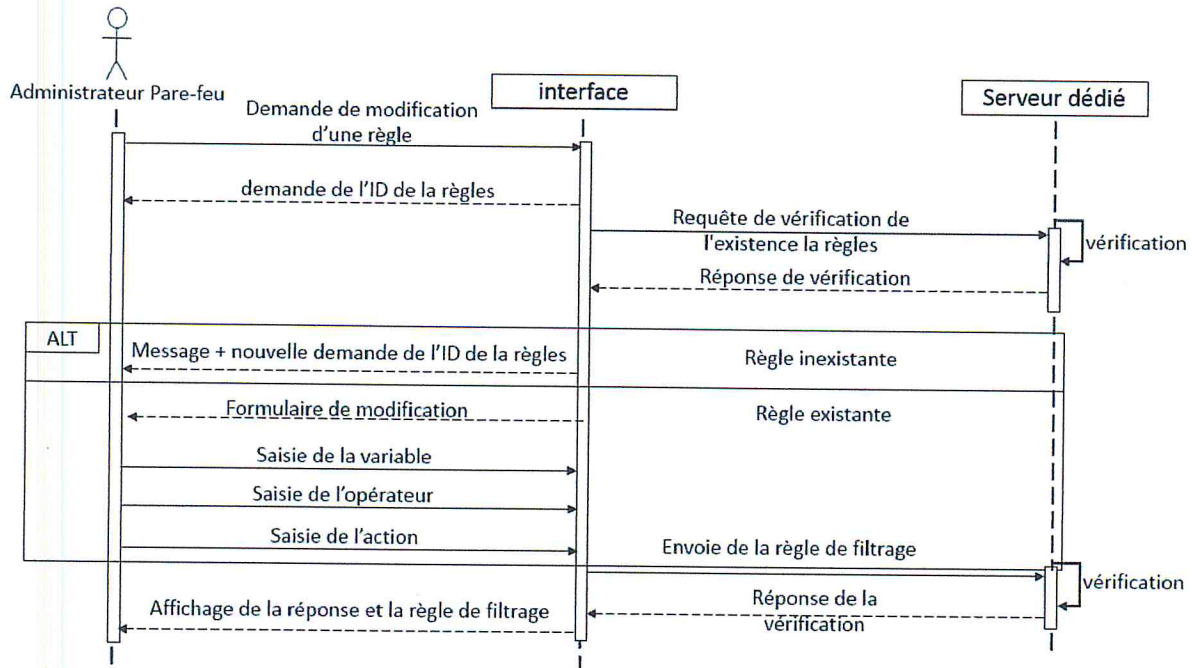 Administrateur Pare-feu
interface
Serveur dédié
Demande de modification
d'une règle
demande de l'ID de la règles
Requête de vérification de
l'existence la règles
vérification
Réponse de vérification
ALT
Message + nouvelle demande de l'ID de la règles
Règle inexistante
Formulaire de modification
Règle existante
Saisie de la variable
Saisie de l'opérateur
Saisie de l'action
Envoie de la règle de filtrage
vérification
Réponse de la
vérification
Affichage de la réponse et la règle de filtrage